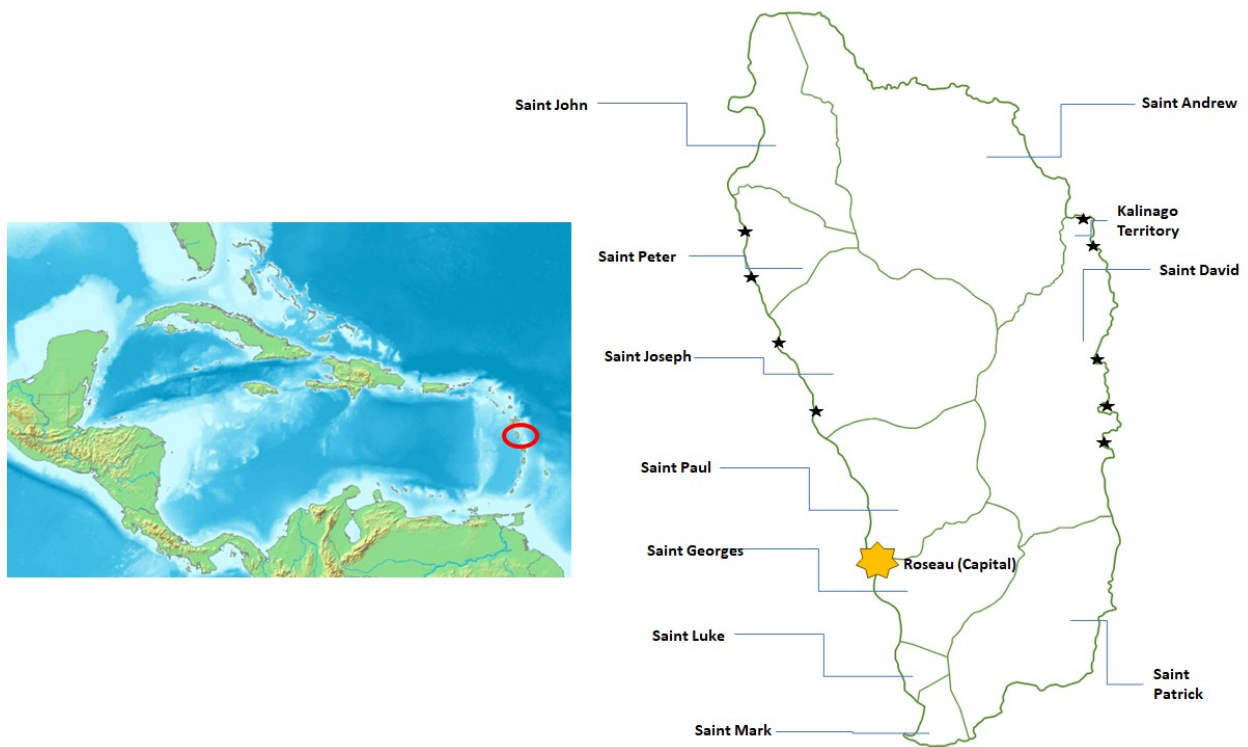 Saint John
Saint Andrew
Kalinago
Territory
Saint Peter
Saint David
Saint Joseph
Saint Paul
Saint Georges
Roseau (Capital)
Saint Luke
Saint
Patrick
Saint Mark